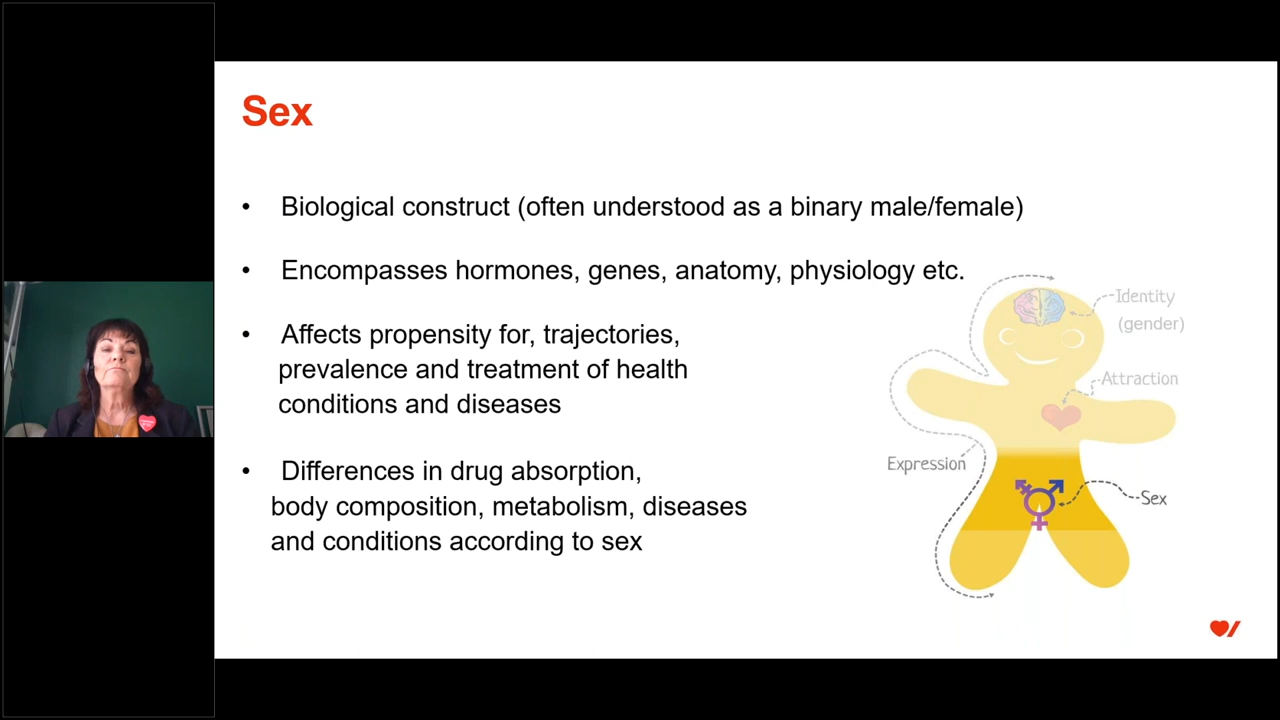 Sex
• Biological construct (often understood as a binary male/female)
• Encompasses hormones, genes, anatomy, physiology etc.
• Affects propensity for, trajectories,
prevalence and treatment of health
conditions and diseases
• Differences in drug absorption,
body composition, metabolism, diseases
and conditions according to sex
Identity
(gender)
Attraction
Expression
Sex